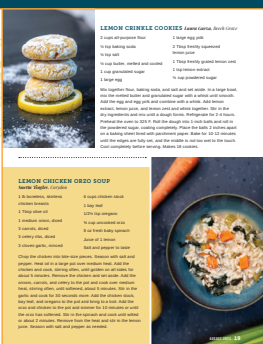 LEMON CRINKLE COOKIES Laura Garza, Beech Grove
2 cups all-purpose flour
½ tsp baking soda
½ tsp salt
½ cup butter, melted and cooled
1 cup granulated sugar
1 large egg
1 large egg yolk
2 Tbsp freshly squeezed
lemon juice
1 Tbsp freshly grated lemon zest
1 tsp lemon extract
½ cup powdered sugar
Mix together flour, baking soda, and salt and set aside. In a large bowl,
mix the melted butter and granulated sugar with a whisk until smooth.
Add the egg and egg yolk and combine with a whisk. Add lemon
extract, lemon juice, and lemon zest and whisk together. Stir in the
dry ingredients and mix until a dough forms. Refrigerate for 3-4 hours.
Preheat the oven to 325 F. Roll the dough into 1-inch balls and roll in
the powdered sugar, coating completely. Place the balls 2 inches apart
on a baking sheet lined with parchment paper. Bake for 10-12 minutes
until the edges are fully set, and the middle is not too wet to the touch.
Cool completely before serving. Makes 18 cookies.
LEMON CHICKEN ORZO SOUP
Corydon
1 lb boneless, skinless
chicken breasts
1 Tbsp olive oil
1 medium onion, diced
3 carrots, diced
3 celery ribs, diced
3 cloves garlic, minced
6 cups chicken stock
1 bay leaf
1/2 tsp oregano
¾ cup uncooked orzo
6 oz fresh baby spinach
Juice of 1 lemon
Salt and pepper to taste
Chop the chicken into bite-size pieces. Season with salt and
pepper. Heat oil in a large pot over medium heat. Add the
chicken and cook, stirring often, until golden on all sides for
about 5 minutes. Remove the chicken and set aside. Add the
onions, carrots, and celery to the pot and cook over medium
heat, stirring often, until softened, about 5 minutes. Stir in the
garlic and cook for 30 seconds more. Add the chicken stock,
bay leaf, and oregano to the pot and bring to a boil. Add the
orzo and chicken to the pot and simmer for 10 minutes or until
the orzo has softened. Stir in the spinach and cook until wilted
or about 2 minutes. Remove from the heat and stir in the lemon
juice. Season with salt and pepper as needed.
19